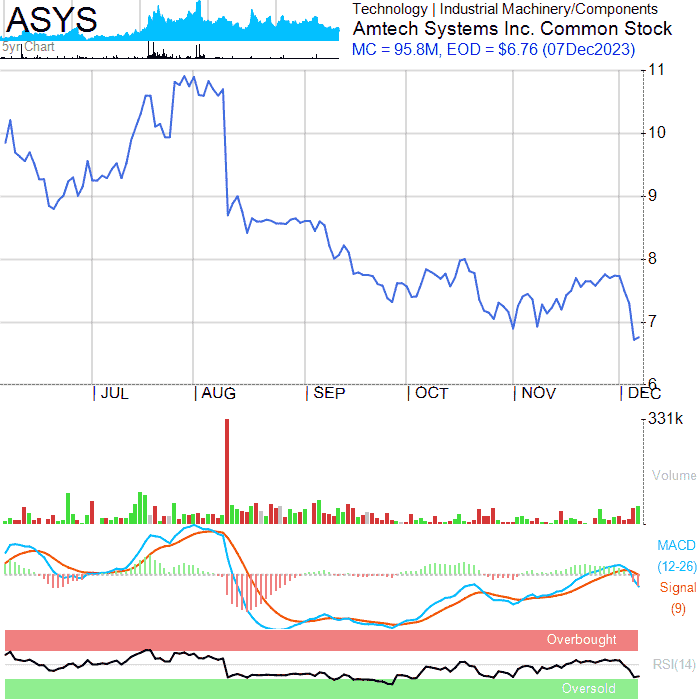 ASYS
5yr Chart
Technology | Industrial Machinery/Components
Amtech Systems Inc. Common Stock
MC = 95.8M, EOD = $6.76 (07Dec2023)
11
10
9
8
7
6
JUL AUG SEP OCT NOV DEC
331k
Volume
MACD
(12-26)
Signal
(9)
Overbought
RSI(14)
Oversold